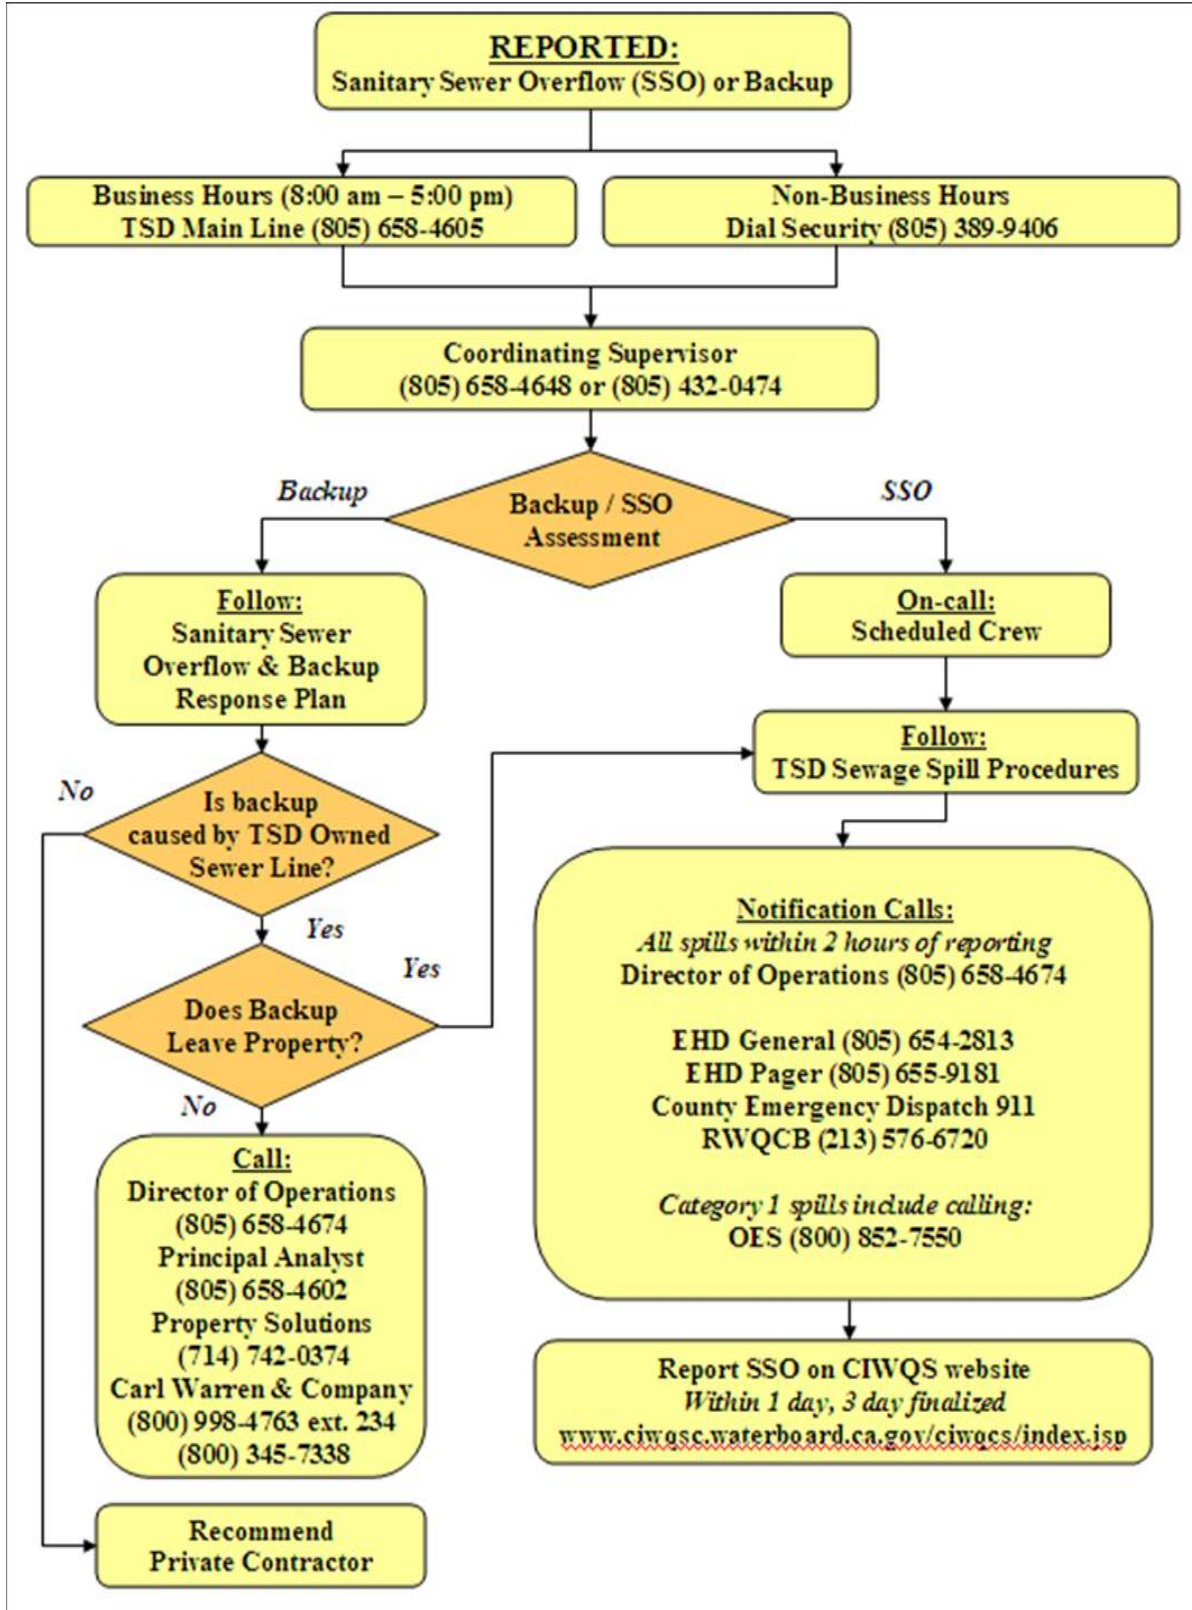 REPORTED:
Sanitary Sewer Overflow (SSO) or Backup
Business Hours (8:00 am – 5:00 pm)
TSD Main Line (805) 658-4605
Non-Business Hours
Dial Security (805) 389-9406
Coordinating Supervisor
(805) 658-4648 or (805) 432-0474
Backup / SSO
Assessment
Backup
SSO
Follow:
Sanitary Sewer
Overflow & Backup
Response Plan
On-call:
Scheduled Crew
Follow:
TSD Sewage Spill Procedures
No
Is backup
caused by TSD Owned
Sewer Line?
Yes
Yes
Does Backup
Leave Property?
No
Call:
Director of Operations
(805) 658-4674
Principal Analyst
(805) 658-4602
Property Solutions
(714) 742-0374
Carl Warren & Company
(800) 998-4763 ext. 234
(800) 345-7338
Recommend
Private Contractor
Notification Calls:
All spills within 2 hours of reporting
Director of Operations (805) 658-4674
EHD General (805) 654-2813
EHD Pager (805) 655-9181
County Emergency Dispatch 911
RWQCB (213) 576-6720
Category 1 spills include calling:
OES (800) 852-7550
Report SSO on CIWQS website
Within 1 day, 3 day finalized
www.ciwqsc.waterboard.ca.gov/ciwqcs/index.jsp